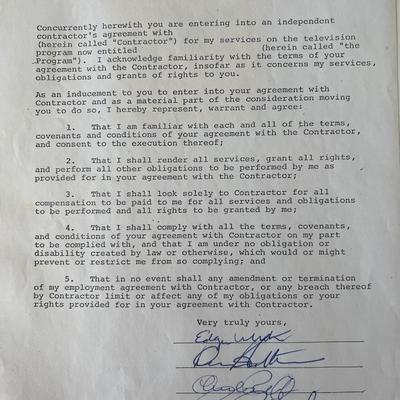 Concurrently herewith you are entering into an independent
contractor's agreement with
(herein called "Contractor") for my services on the television
program now entitled (herein called "the
Program"). I acknowledge familiarity with the terms of your
agreement with the Contractor, insofar as it concerns my services,
obligations and grants of rights to you.
As an inducement to you to enter into your agreement with
Contractor and as a material part of the consideration moving
you to do so, I hereby represent, warrant and agree:
1. That I am familiar with each and all of the terms,
covenants and conditions of your agreement with the Contractor,
and consent to the execution thereof;
2. That I shall render all services, grant all rights,
and perform all other obligations to be performed by me as
provided for in your agreement with the Contractor;
3. That I shall look solely to Contractor for all
compensation to be paid to me for all services and obligations
to be performed and all rights to be granted by me;
4. That I shall comply with all the terms, covenants,
and conditions of your agreement with Contractor on my part
to be complied with, and that I am under no obligation or
disability created by law or otherwise, which would or might
prevent or restrict me from so complying; and
5. That in no event shall any amendment or termination
of my employment agreement with Contractor, or any breach thereof
by Contractor limit or affect any of my obligations or your
rights provided for in your agreement with Contractor.
Very truly yours,